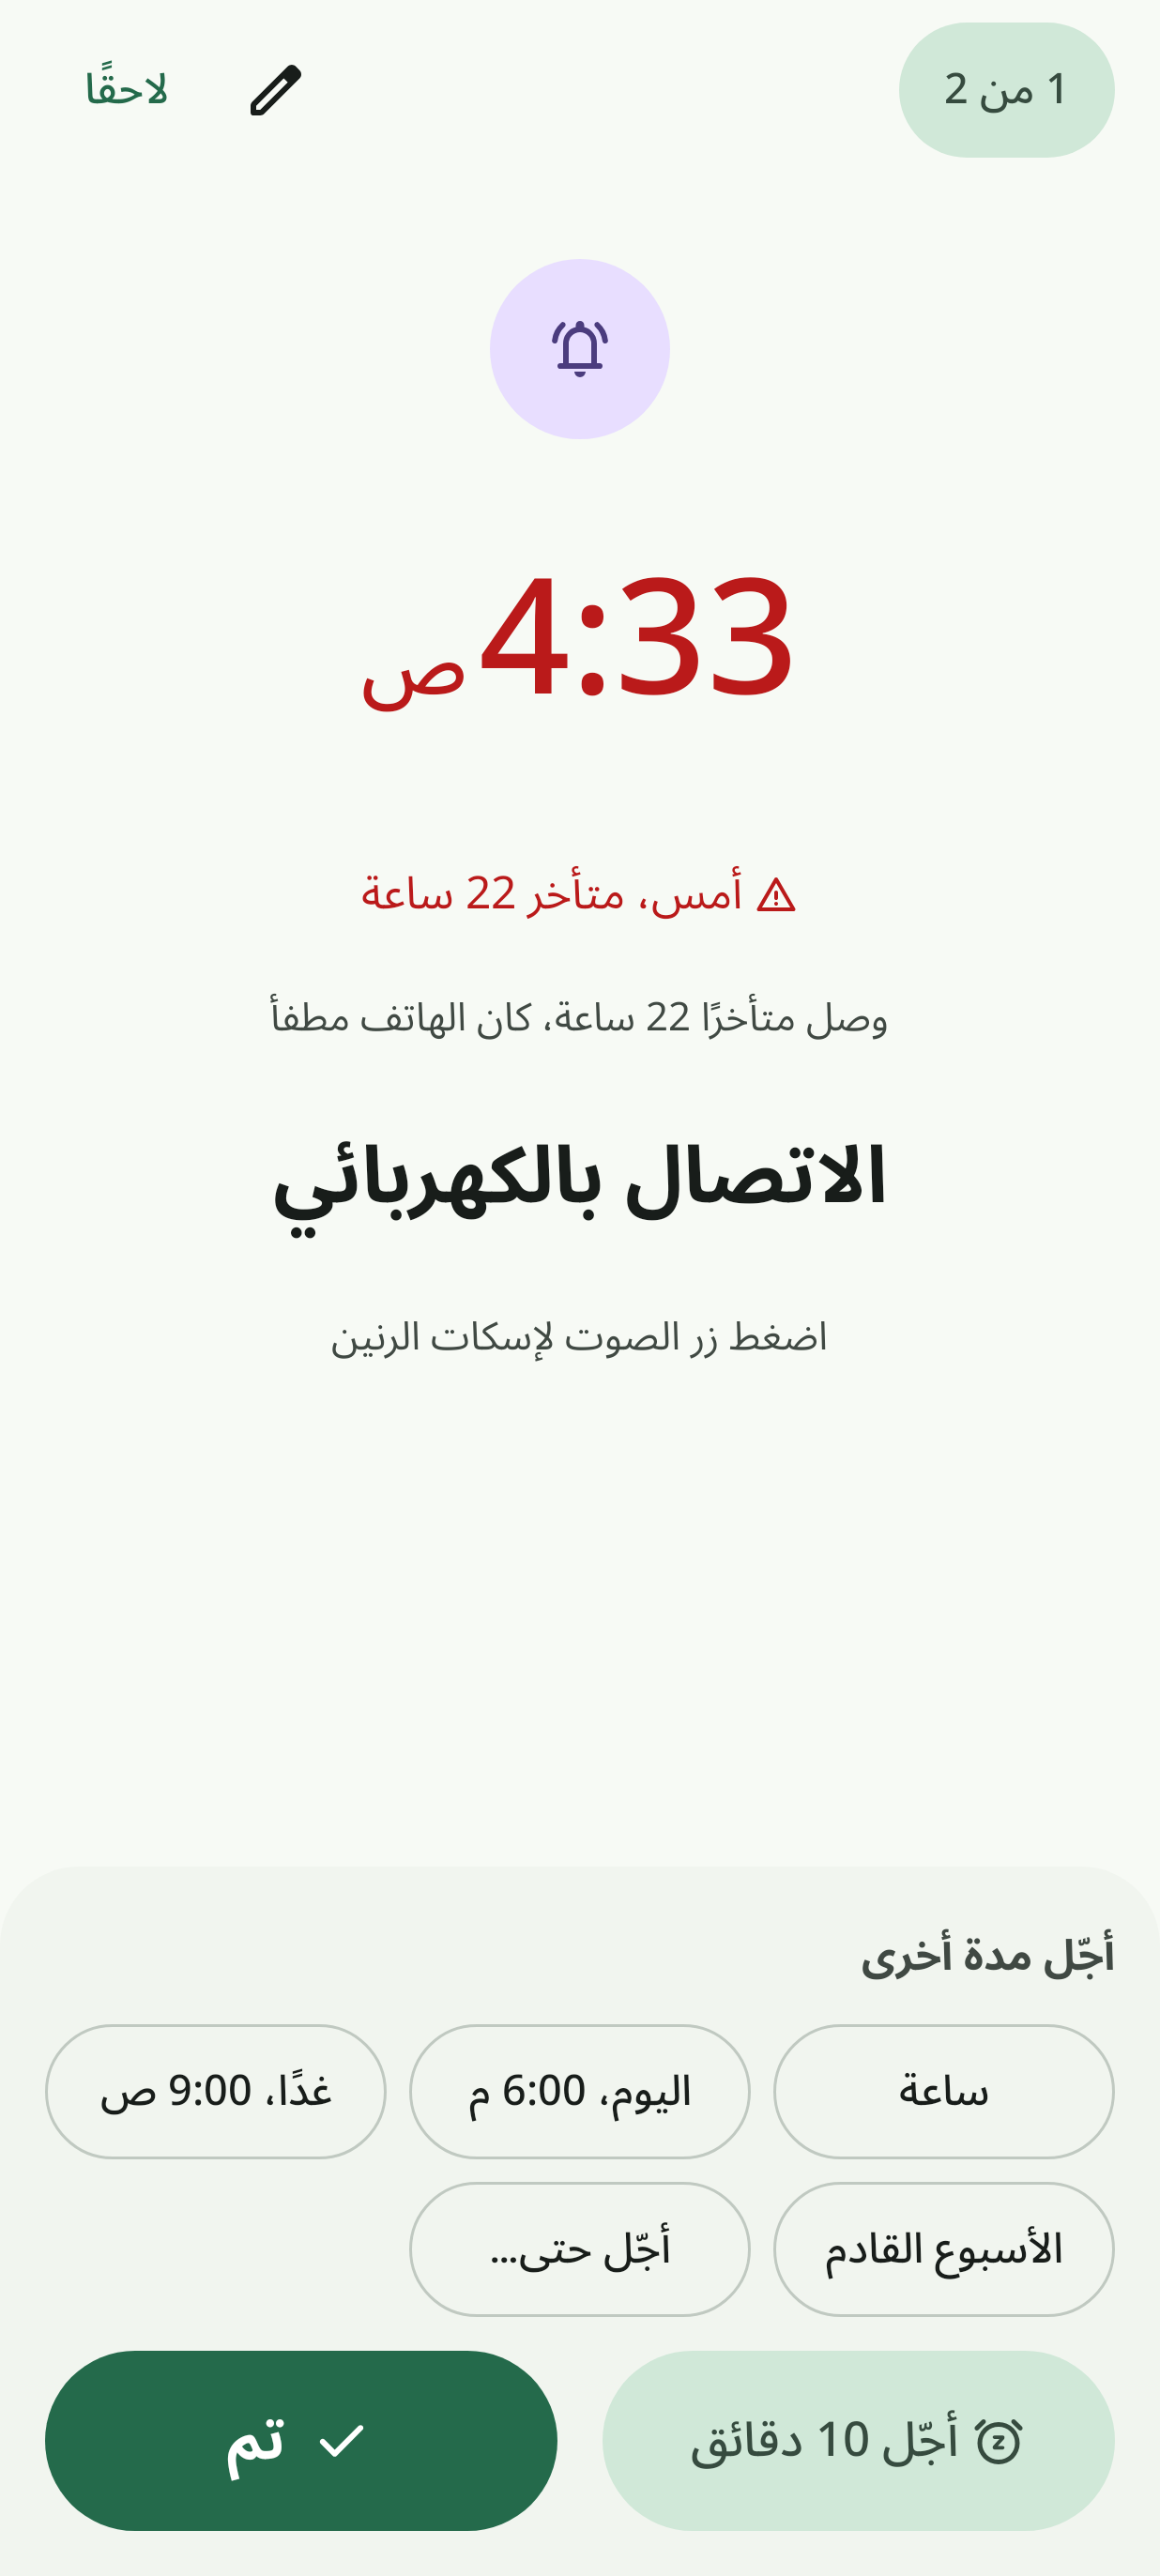 1 من 2
لاحقًا
4:33 ص
أمس، متأخر 22 ساعة
وصل متأخرًا 22 ساعة، كان الهاتف مطفأ
الاتصال بالكهربائي
اضغط زر الصوت لإسكات الرنين
أجّل مدة أخرى
ساعة
اليوم، 6:00 م
غدًا، 9:00 ص
الأسبوع القادم
أجّل حتى...
أجّل 10 دقائق
تم